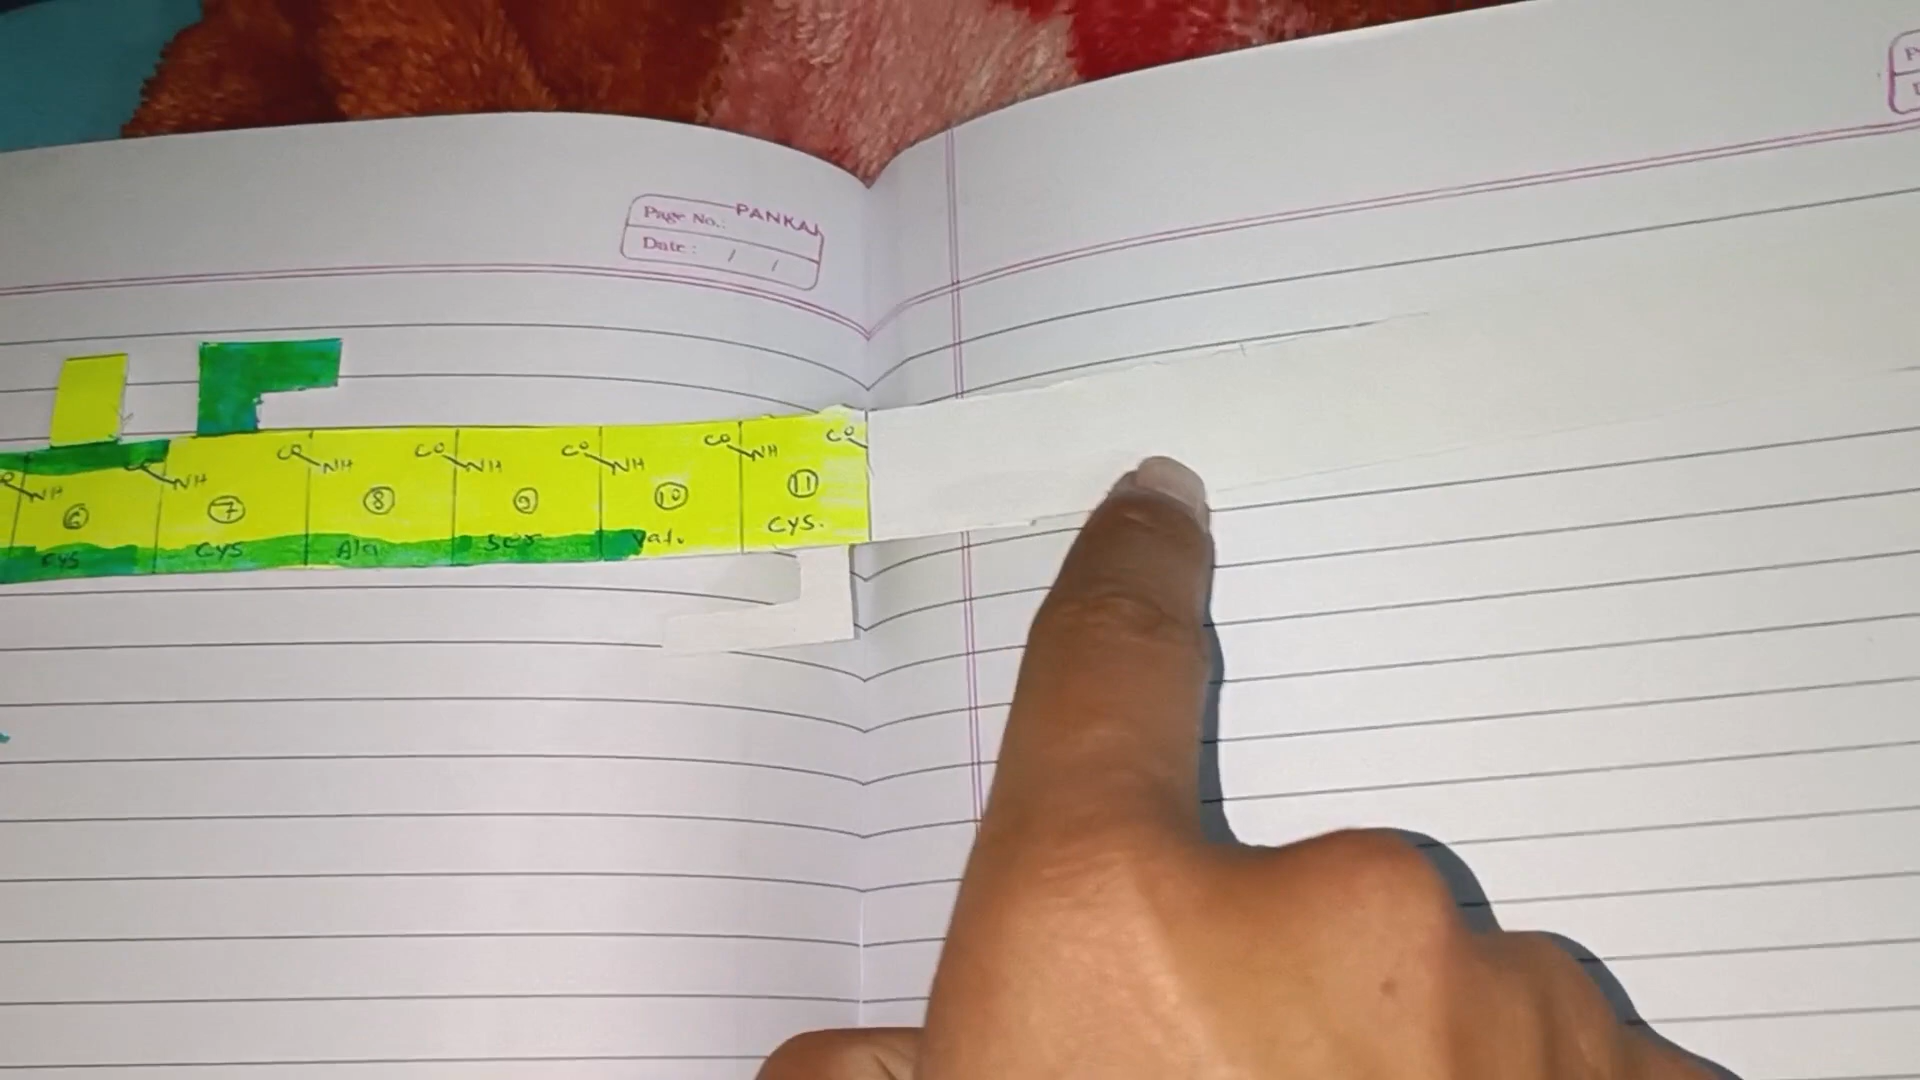 Page No.: PANKAJ
Date : / /
CO NH CO NH CO NH CO NH CO NH CO
⑥ ⑦ ⑧ ⑨ ⑩ ⑪
Cys Cys Ala Ser Val. Cys.